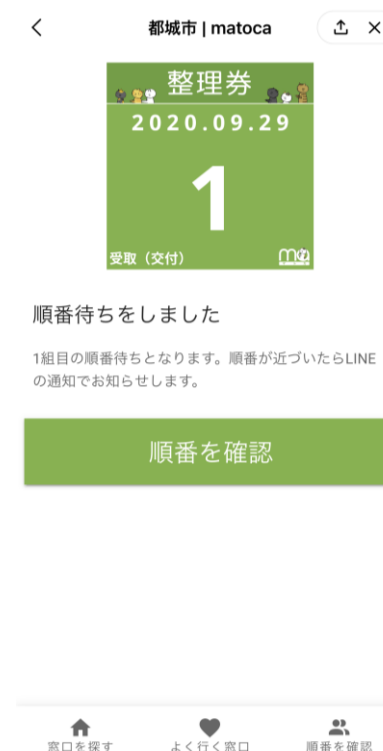 都城市 | matoca
整理券
2020.09.29
1
受取（交付）
順番待ちをしました
1組目の順番待ちとなります。順番が近づいたらLINE
の通知でお知らせします。
順番を確認
窓口を探す
よく行く窓口
順番を確認